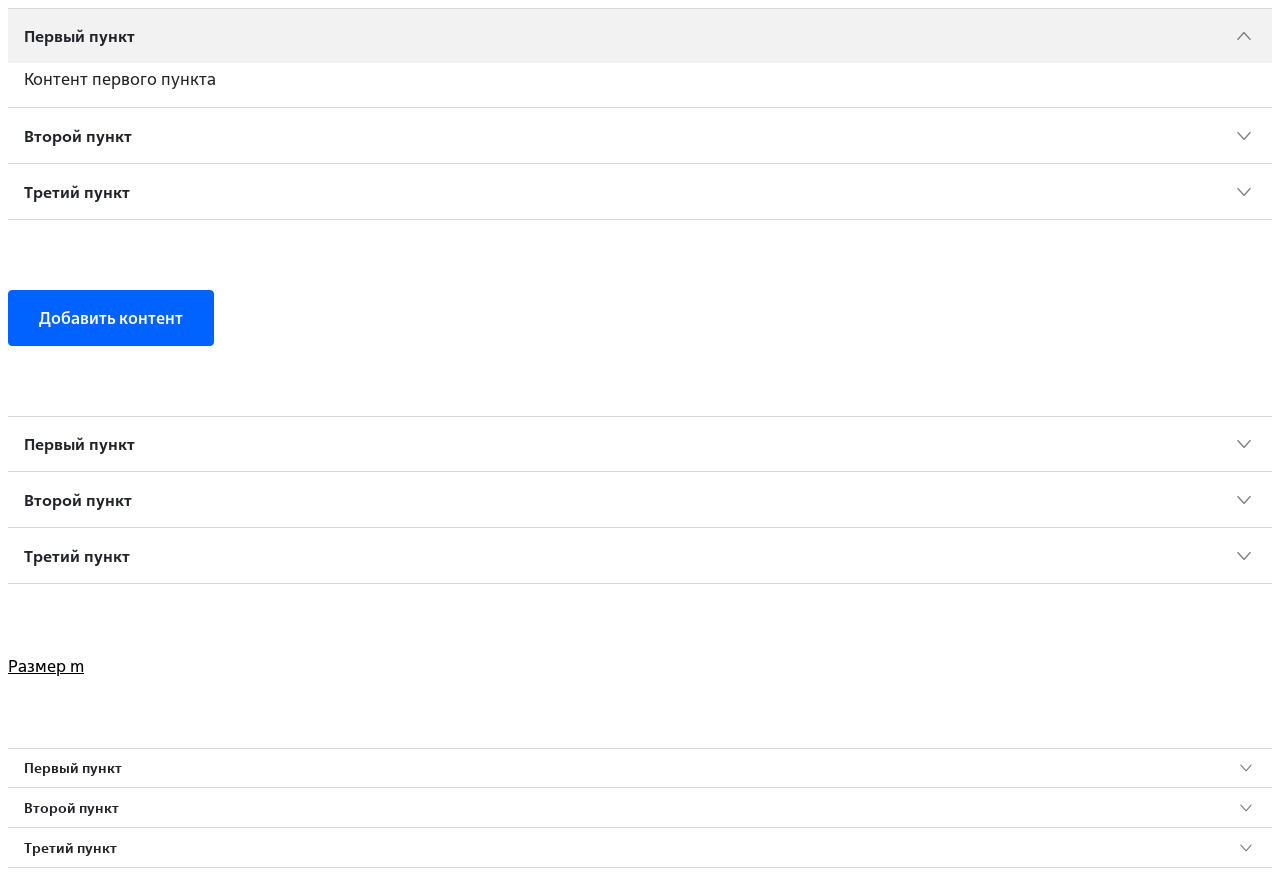 Первый пункт
Контент первого пункта
Второй пункт
Третий пункт
Добавить контент
Первый пункт
Второй пункт
Третий пункт
Размер m
Первый пункт
Второй пункт
Третий пункт